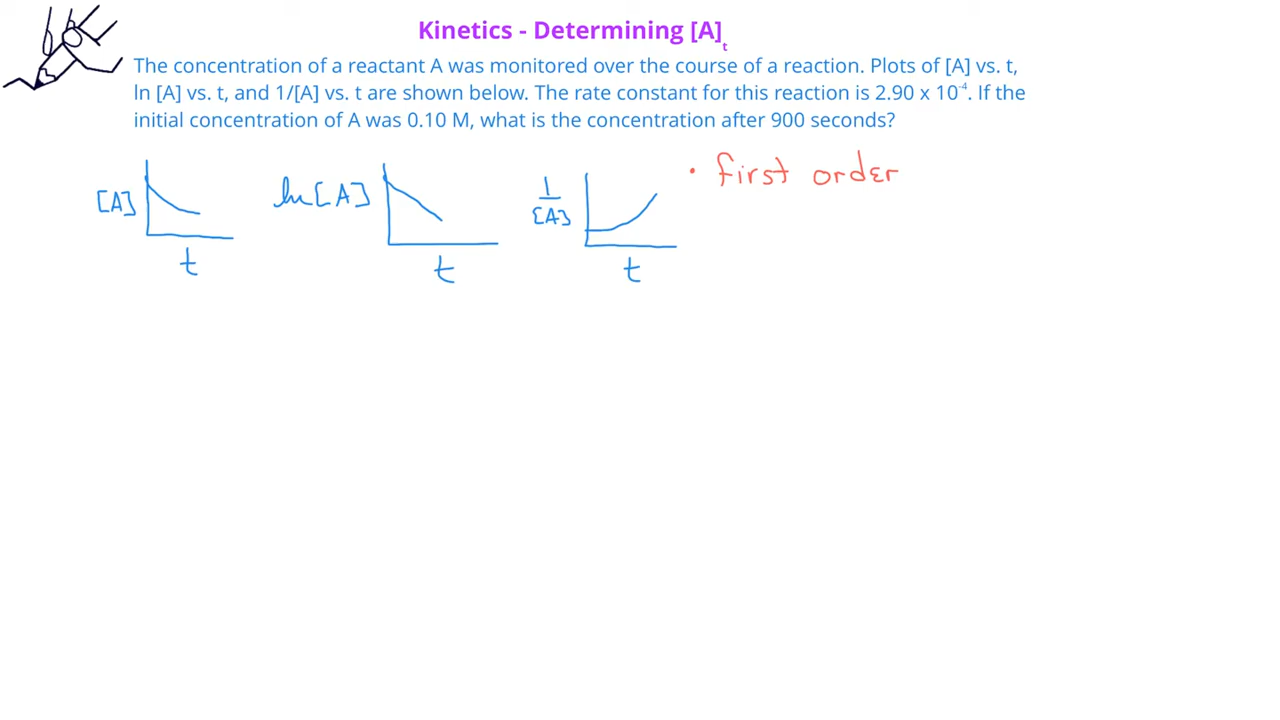 Kinetics - Determining [A]t
The concentration of a reactant A was monitored over the course of a reaction. Plots of [A] vs. t,
ln [A] vs. t, and 1/[A] vs. t are shown below. The rate constant for this reaction is 2.90 x 10⁻⁴. If the
initial concentration of A was 0.10 M, what is the concentration after 900 seconds?
• first order
[A]
t
ln[A]
t
1/[A]
t